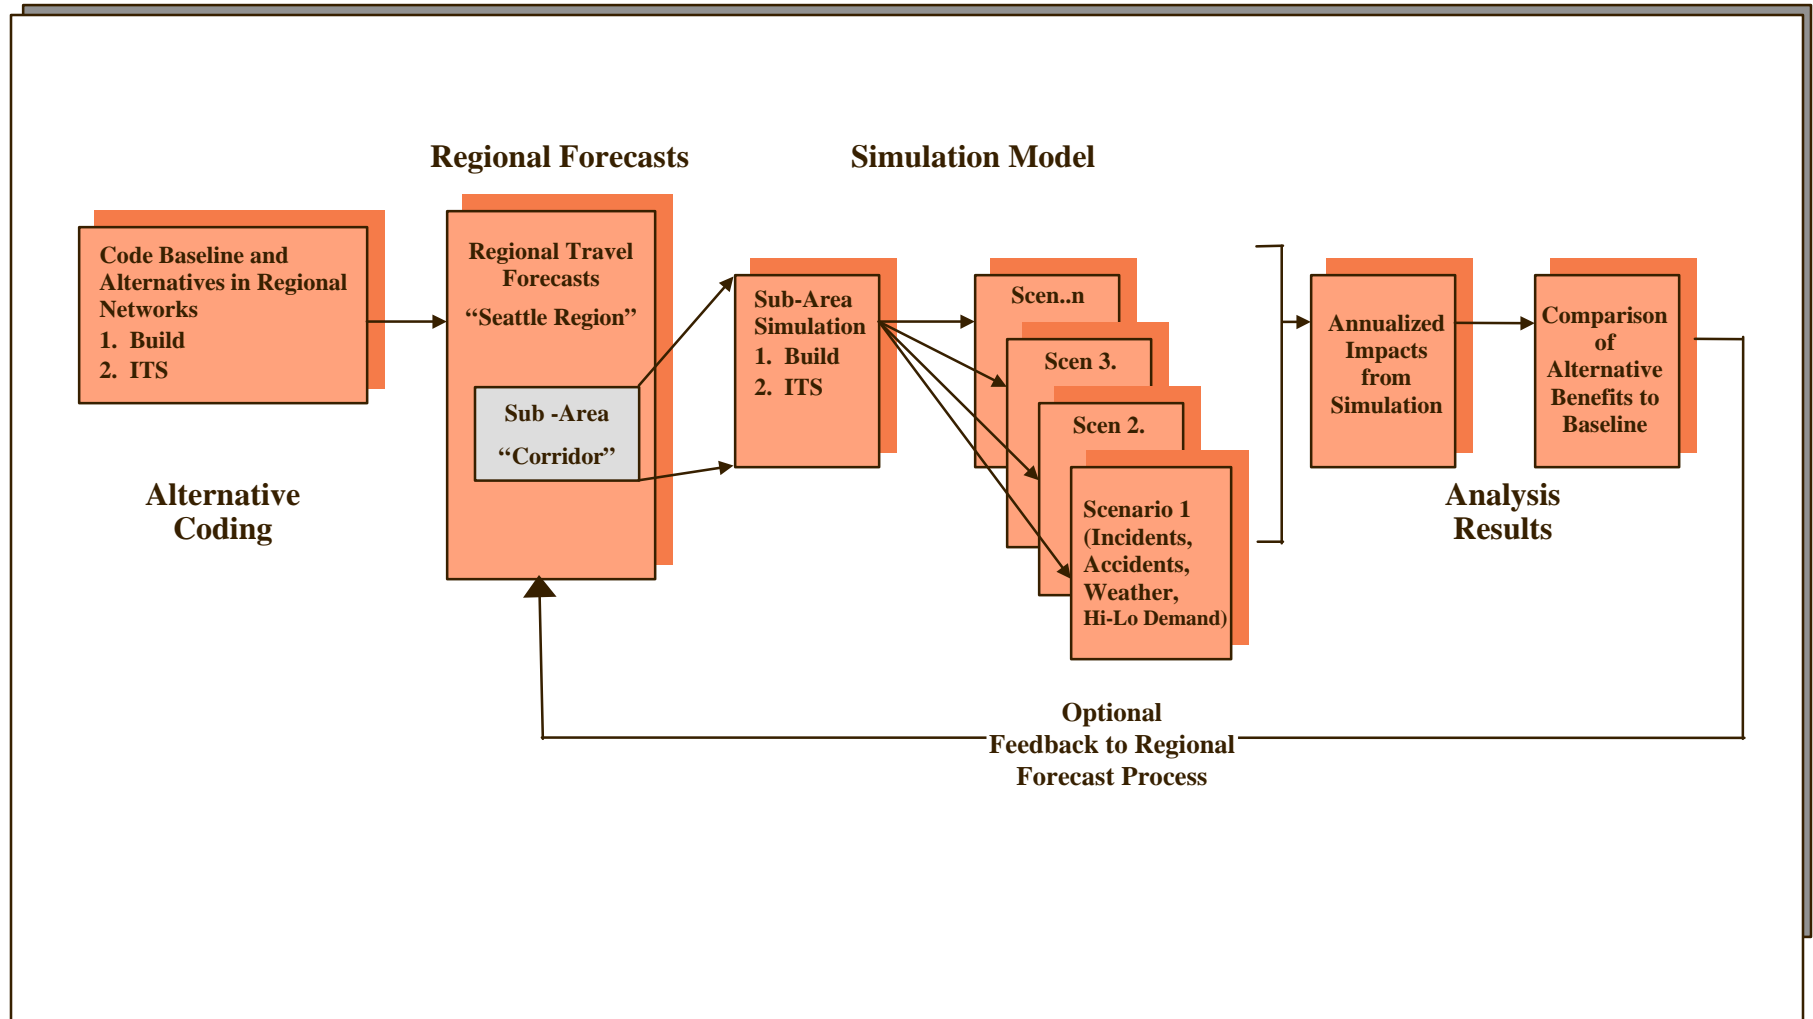 Regional Forecasts
Simulation Model
Code Baseline and
Alternatives in Regional
Networks
1. Build
2. ITS
Alternative
Coding
Regional Travel
Forecasts
“Seattle Region”
Sub -Area
“Corridor”
Sub-Area
Simulation
1. Build
2. ITS
Scen..n
Scen 3.
Scen 2.
Scenario 1
(Incidents,
Accidents,
Weather,
Hi-Lo Demand)
Annualized
Impacts
from
Simulation
Comparison
of
Alternative
Benefits to
Baseline
Analysis
Results
Optional
Feedback to Regional
Forecast Process